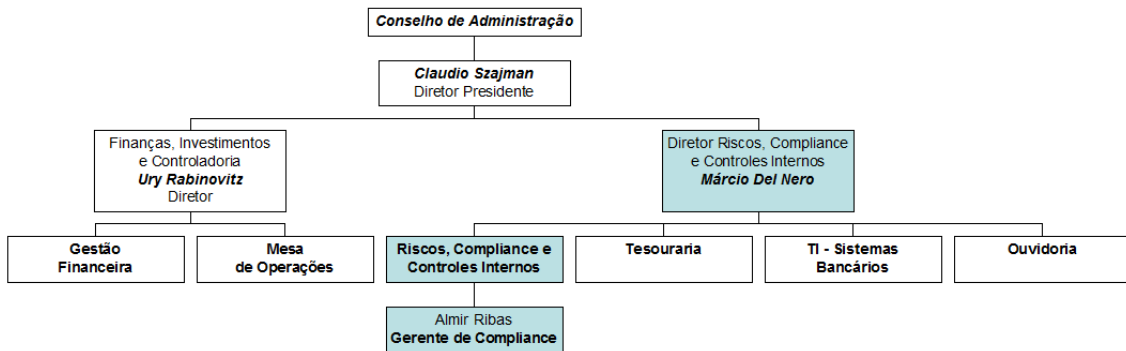 Conselho de Administração
Claudio Szajman
Diretor Presidente
Finanças, Investimentos
e Controladoria
Ury Rabinovitz
Diretor
Diretor Riscos, Compliance
e Controles Internos
Márcio Del Nero
Gestão
Financeira
Mesa
de Operações
Riscos, Compliance e
Controles Internos
Tesouraria
TI - Sistemas
Bancários
Ouvidoria
Almir Ribas
Gerente de Compliance